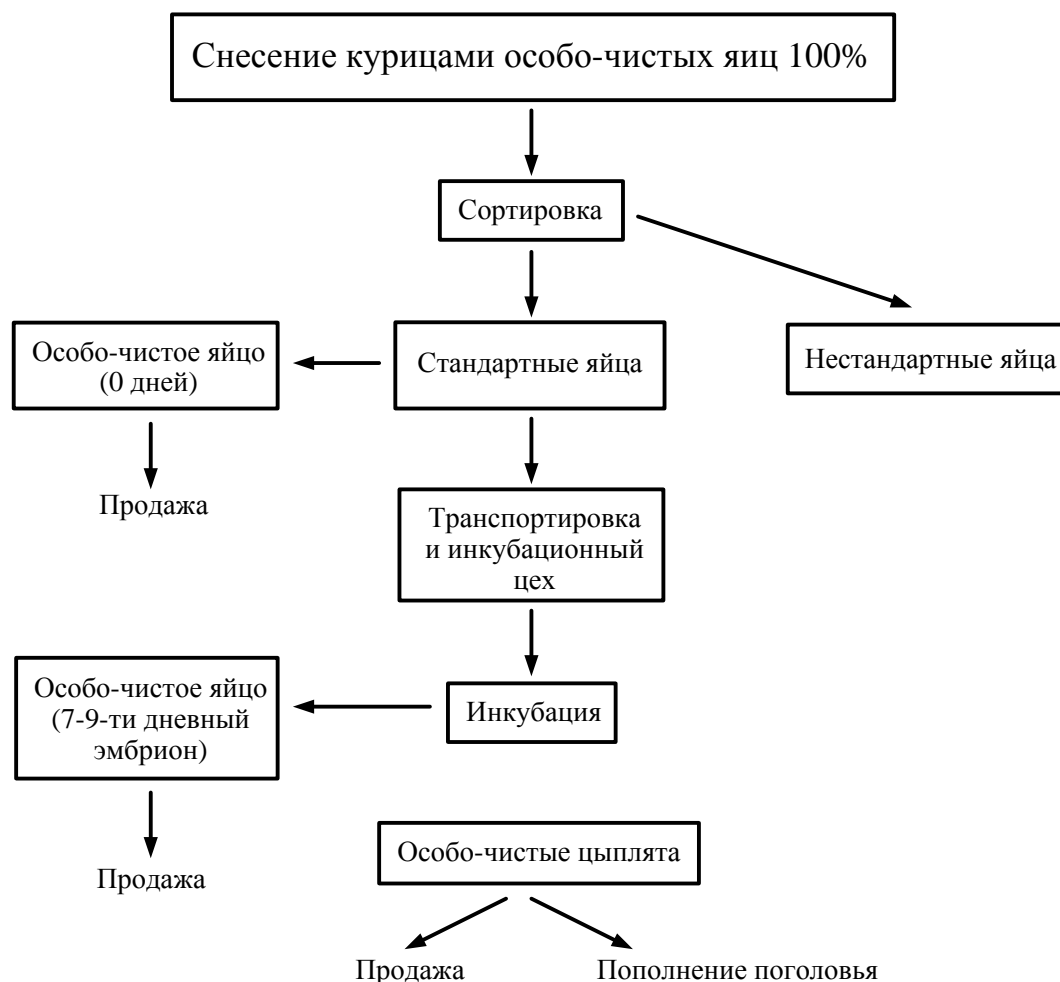 Снесение курицами особо-чистых яиц 100%
Сортировка
Особо-чистое яйцо
(0 дней)
Стандартные яйца
Нестандартные яйца
Продажа
Транспортировка
и инкубационный
цех
Особо-чистое яйцо
(7-9-ти дневный
эмбрион)
Инкубация
Продажа
Особо-чистые цыплята
Продажа
Пополнение поголовья